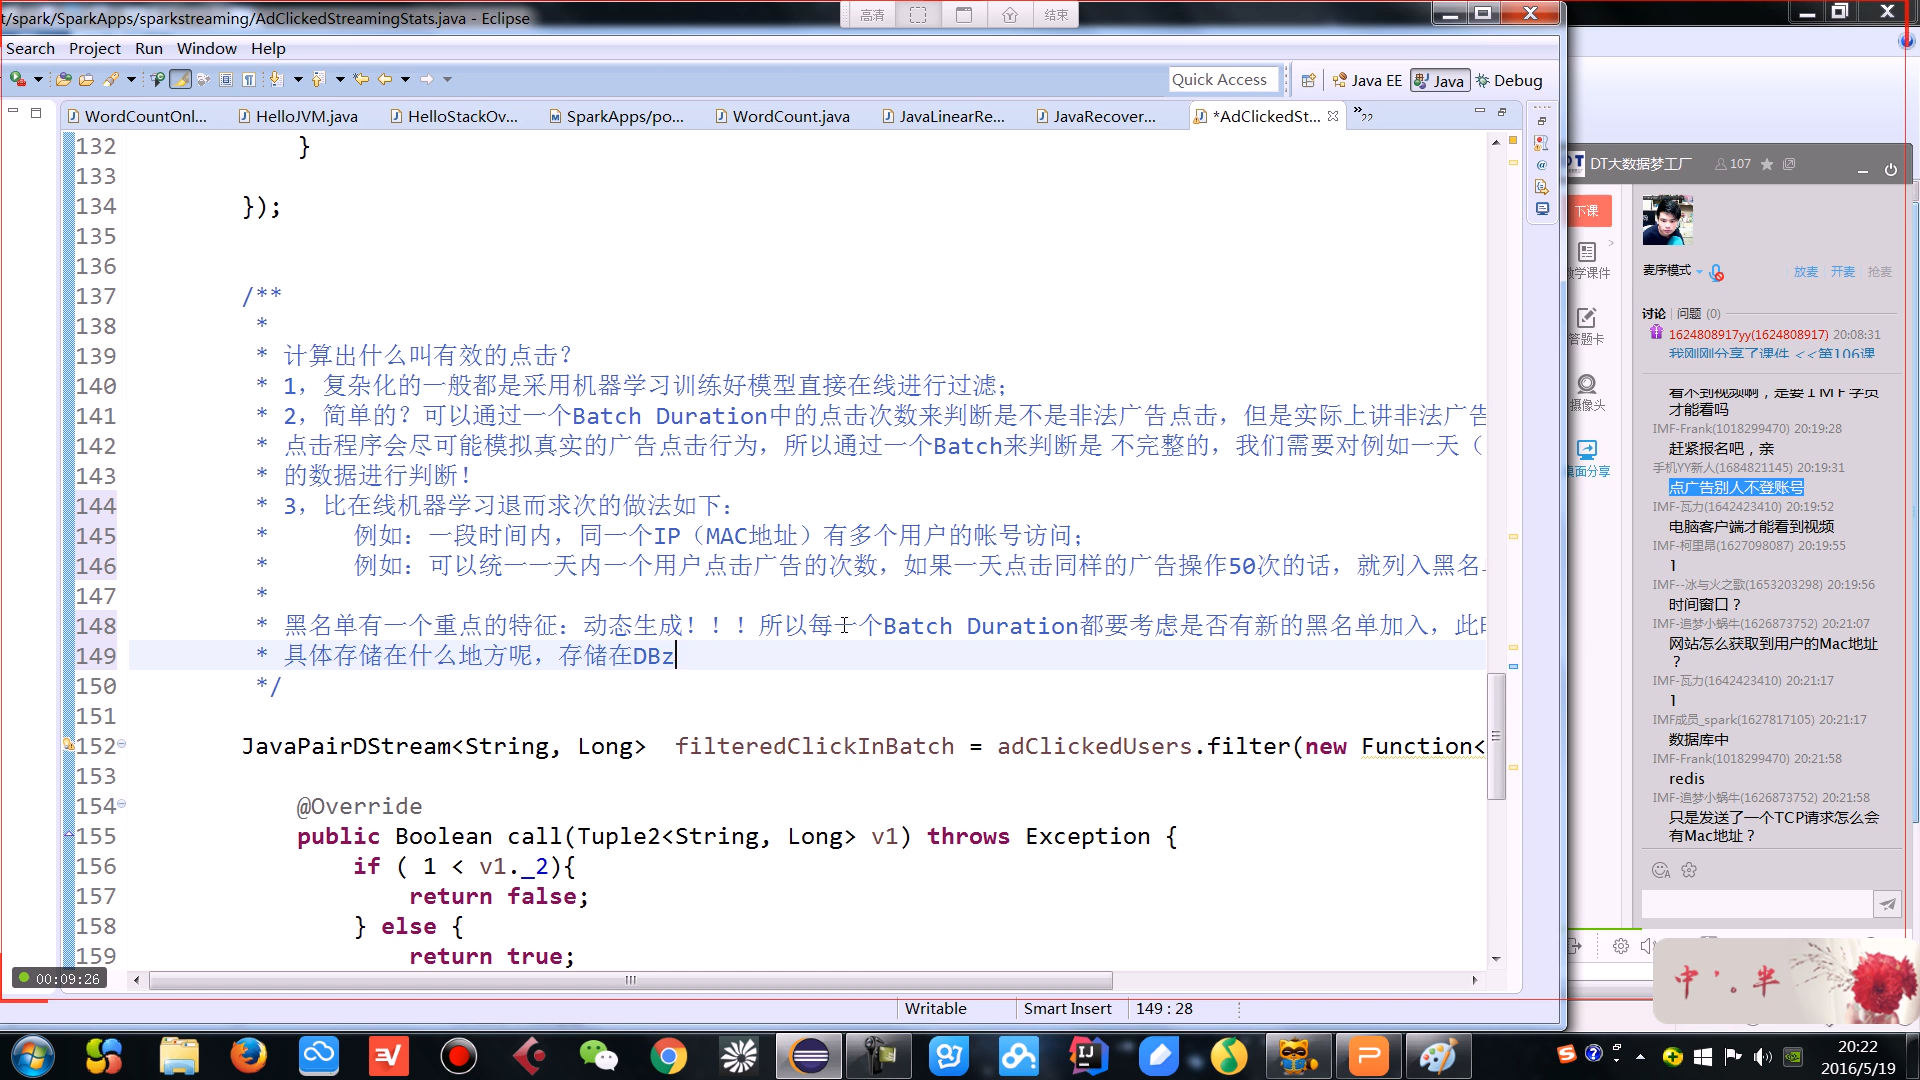 t/spark/SparkApps/sparkstreaming/AdClickedStreamingStats.java - Eclipse
高清
结束
Search Project Run Window Help
Quick Access
Java EE
Java
Debug
WordCountOnl...
HelloJVM.java
HelloStackOv...
SparkApps/po...
WordCount.java
JavaLinearRe...
JavaRecover...
*AdClickedSt...
»22
132 }
133
134 });
135
136
137 /**
138 *
139 * 计算出什么叫有效的点击？
140 * 1，复杂化的一般都是采用机器学习训练好模型直接在线进行过滤；
141 * 2，简单的？可以通过一个Batch Duration中的点击次数来判断是不是非法广告点击，但是实际上讲非法广告
142 * 点击程序会尽可能模拟真实的广告点击行为，所以通过一个Batch来判断是 不完整的，我们需要对例如一天（
143 * 的数据进行判断！
144 * 3，比在线机器学习退而求次的做法如下：
145 * 例如：一段时间内，同一个IP（MAC地址）有多个用户的帐号访问；
146 * 例如：可以统一一天内一个用户点击广告的次数，如果一天点击同样的广告操作50次的话，就列入黑名
147 *
148 * 黑名单有一个重点的特征：动态生成！！！所以每一个Batch Duration都要考虑是否有新的黑名单加入，此
149 * 具体存储在什么地方呢，存储在DBz
150 */
151
152 JavaPairDStream<String, Long> filteredClickInBatch = adClickedUsers.filter(new Function<
153
154 @Override
155 public Boolean call(Tuple2<String, Long> v1) throws Exception {
156 if ( 1 < v1._2){
157 return false;
158 } else {
159 return true;
00:09:26
Writable
Smart Insert
149 : 28
DT大数据梦工厂
107
下课
学课件
答题卡
摄像头
桌面分享
麦序模式
放麦 开麦 抢麦
讨论 | 问题 (0)
1624808917yy(1624808917) 20:08:31
我刚刚分享了课件 <<第106课
看不到视频啊，是要ＩＭＦ学员
才能看吗
IMF-Frank(1018299470) 20:19:28
赶紧报名吧，亲
手机YY新人(1684821145) 20:19:31
点广告别人不登账号
IMF-瓦力(1642423410) 20:19:52
电脑客户端才能看到视频
IMF-柯里昂(1627098087) 20:19:55
1
IMF--冰与火之歌(1653203298) 20:19:56
时间窗口？
IMF-追梦小蜗牛(1626873752) 20:21:07
网站怎么获取到用户的Mac地址
？
IMF-瓦力(1642423410) 20:21:17
1
IMF成员_spark(1627817105) 20:21:17
数据库中
IMF-Frank(1018299470) 20:21:58
redis
IMF-追梦小蜗牛(1626873752) 20:21:58
只是发送了一个TCP请求怎么会
有Mac地址？
中 ' 。 半
20:22
2016/5/19